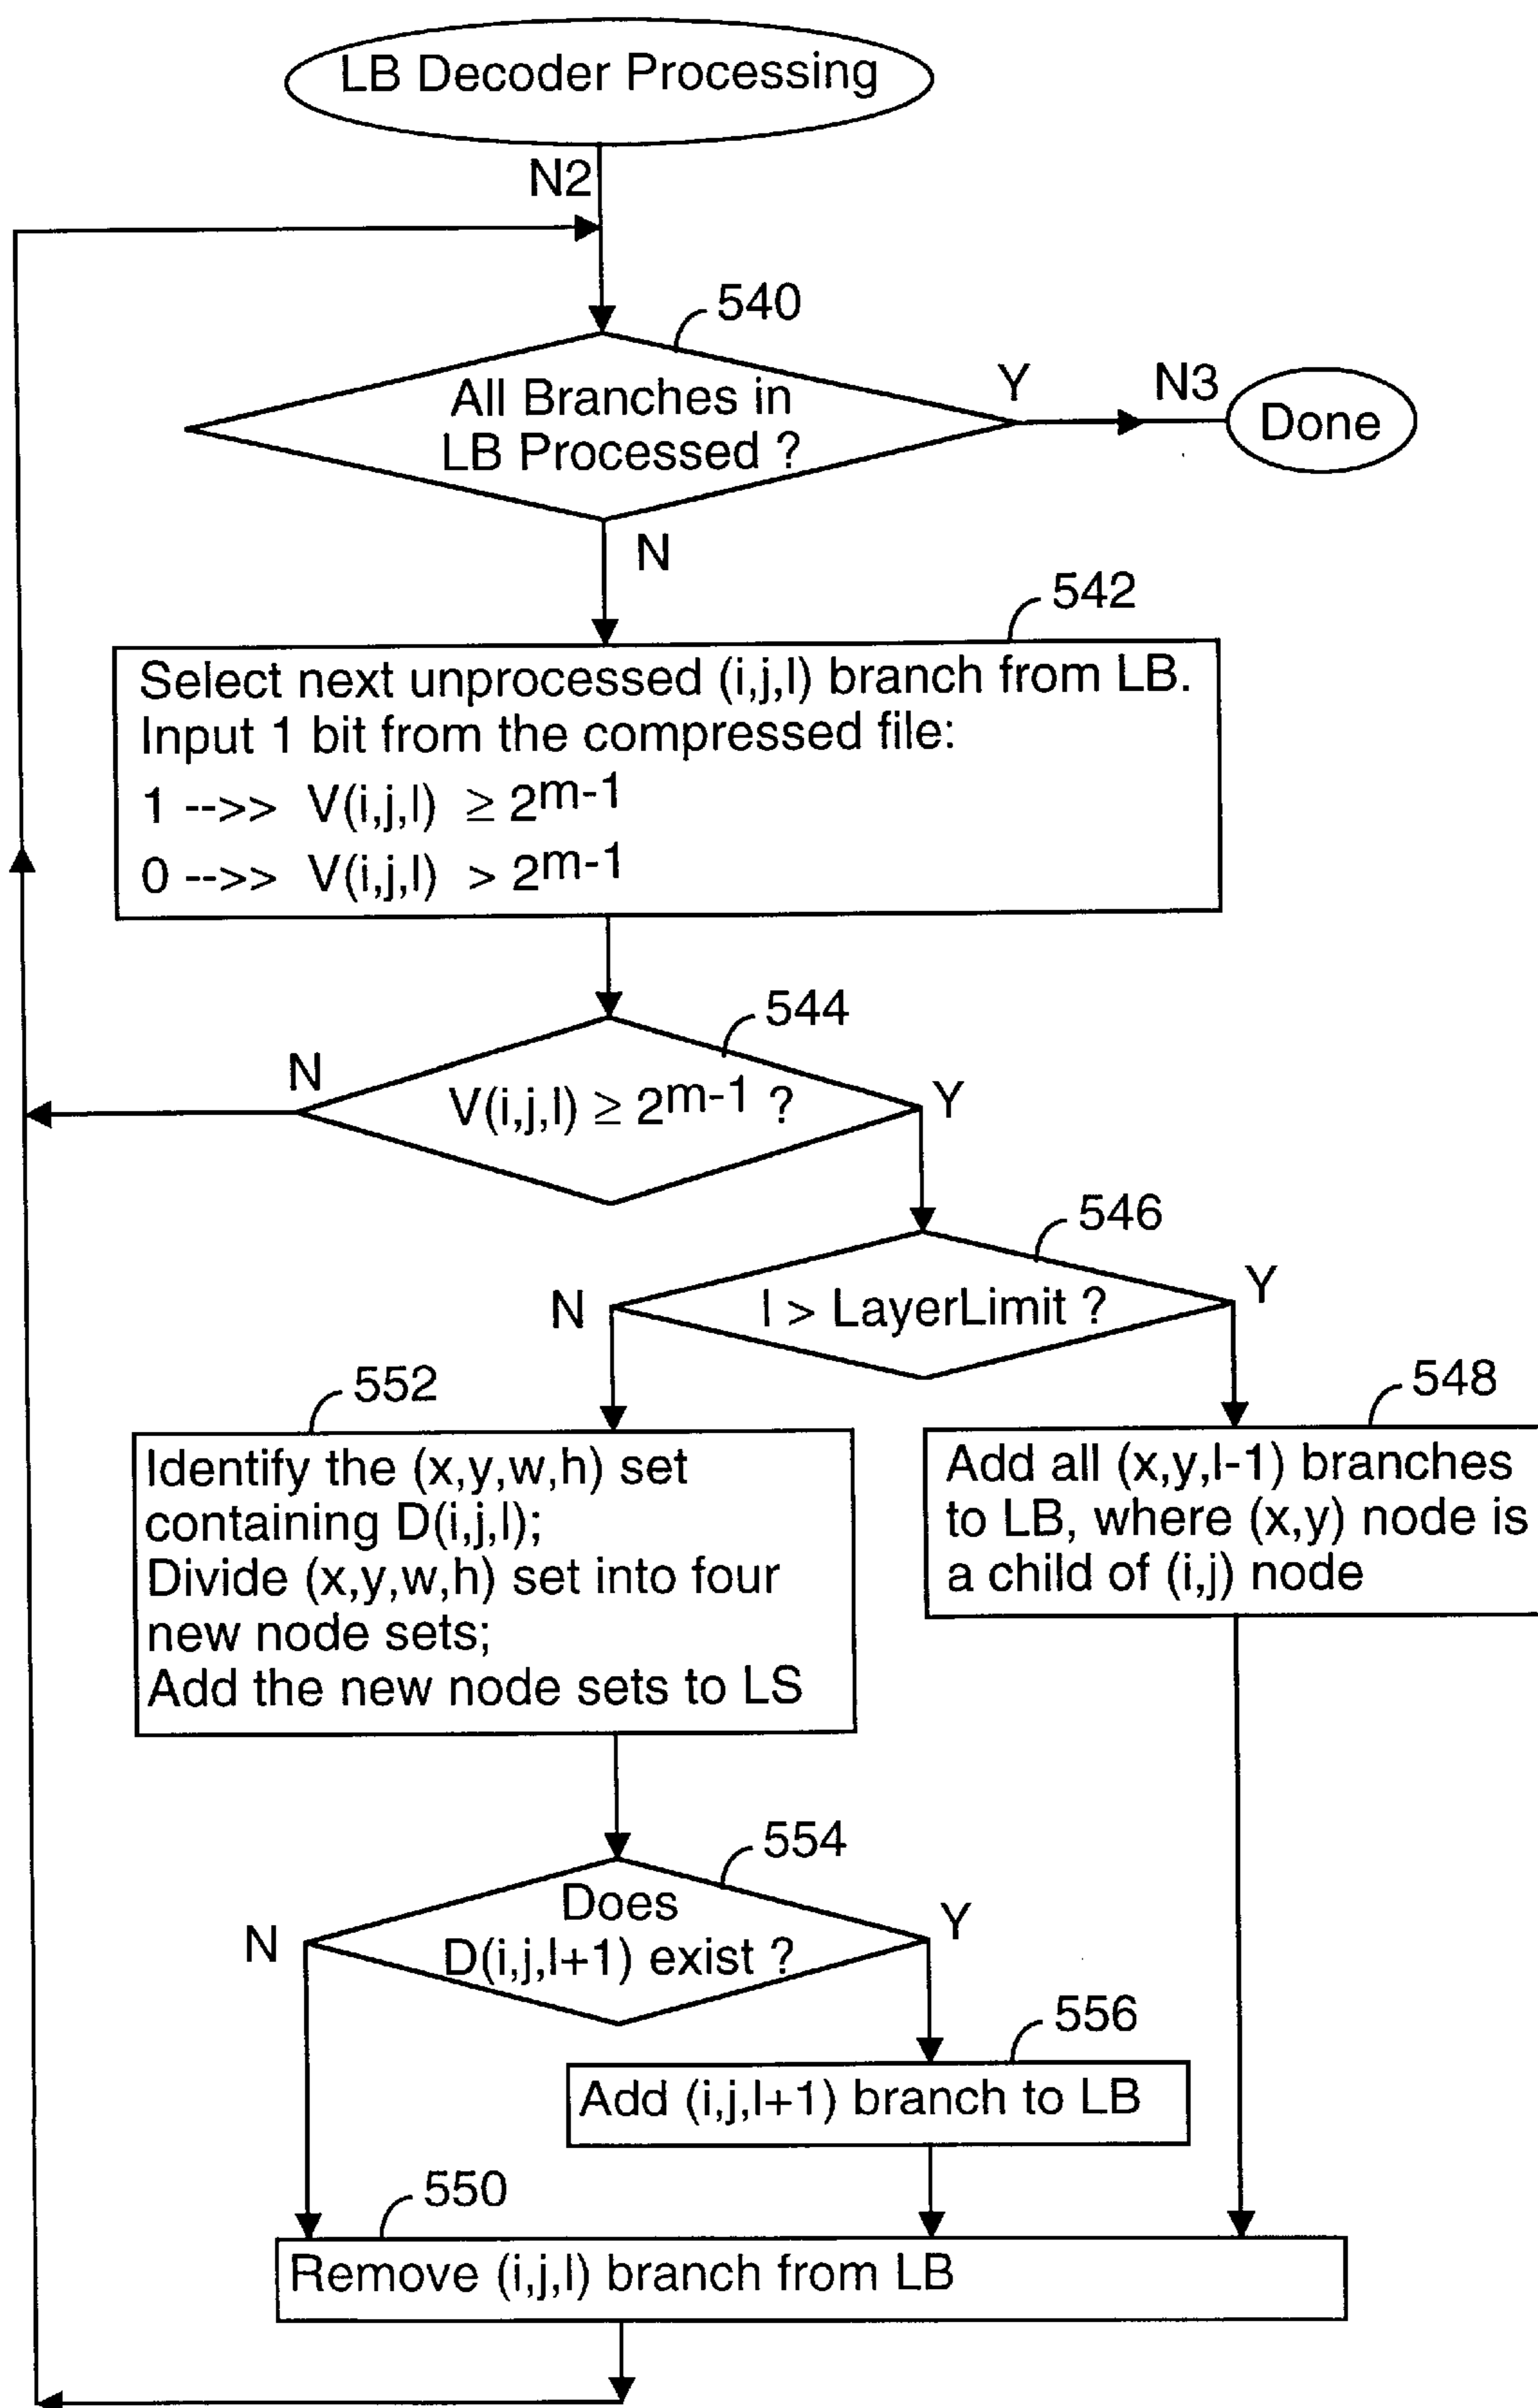 LB Decoder Processing
N2
540
All Branches in
LB Processed ?
Y
N3
Done
N
542
Select next unprocessed (i,j,l) branch from LB.
Input 1 bit from the compressed file:
1 -->> V(i,j,l) ≥ 2^m-1
0 -->> V(i,j,l) > 2^m-1
544
N
V(i,j,l) ≥ 2^m-1 ?
Y
546
N
l > LayerLimit ?
Y
552
548
Identify the (x,y,w,h) set
containing D(i,j,l);
Divide (x,y,w,h) set into four
new node sets;
Add the new node sets to LS
Add all (x,y,l-1) branches
to LB, where (x,y) node is
a child of (i,j) node
554
N
Does
D(i,j,l+1) exist ?
Y
556
Add (i,j,l+1) branch to LB
550
Remove (i,j,l) branch from LB